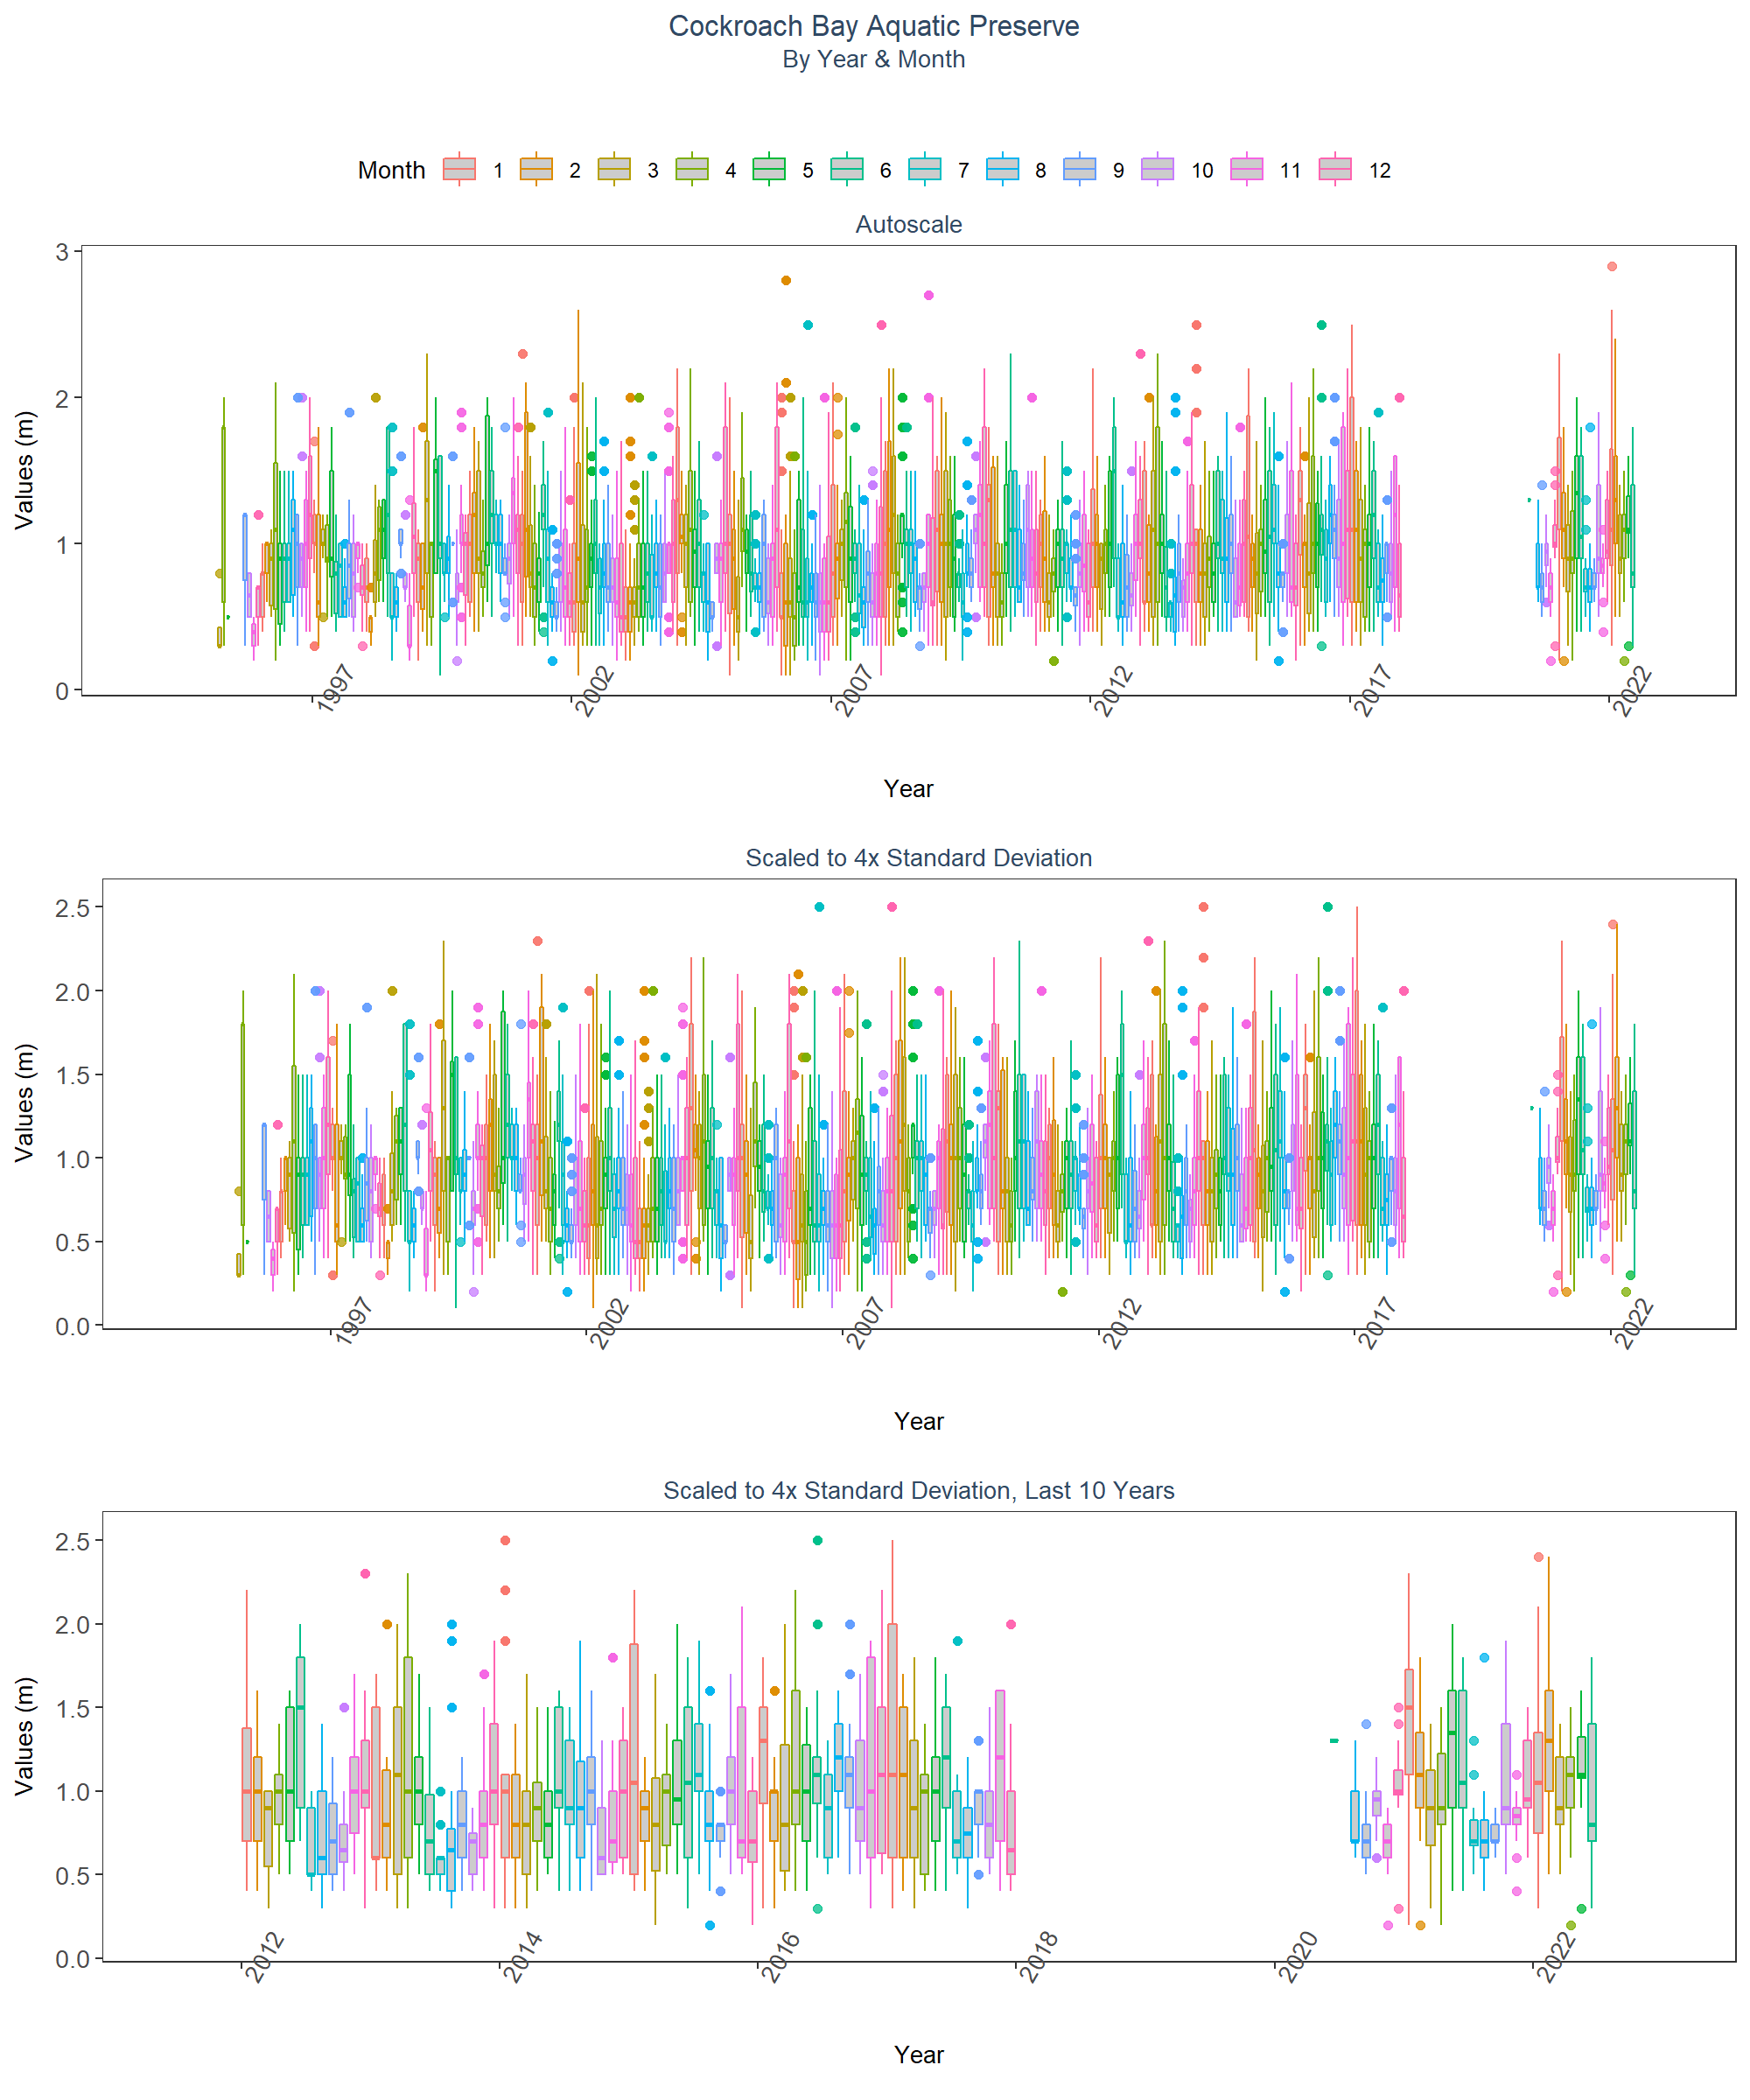 Cockroach Bay Aquatic Preserve
By Year & Month
Month 1 2 3 4 5 6 7 8 9 10 11 12
Autoscale
3
2
1
0
Values (m)
1997 2002 2007 2012 2017 2022
Year
Scaled to 4x Standard Deviation
2.5
2.0
1.5
1.0
0.5
0.0
Values (m)
1997 2002 2007 2012 2017 2022
Year
Scaled to 4x Standard Deviation, Last 10 Years
2.5
2.0
1.5
1.0
0.5
0.0
Values (m)
2012 2014 2016 2018 2020 2022
Year